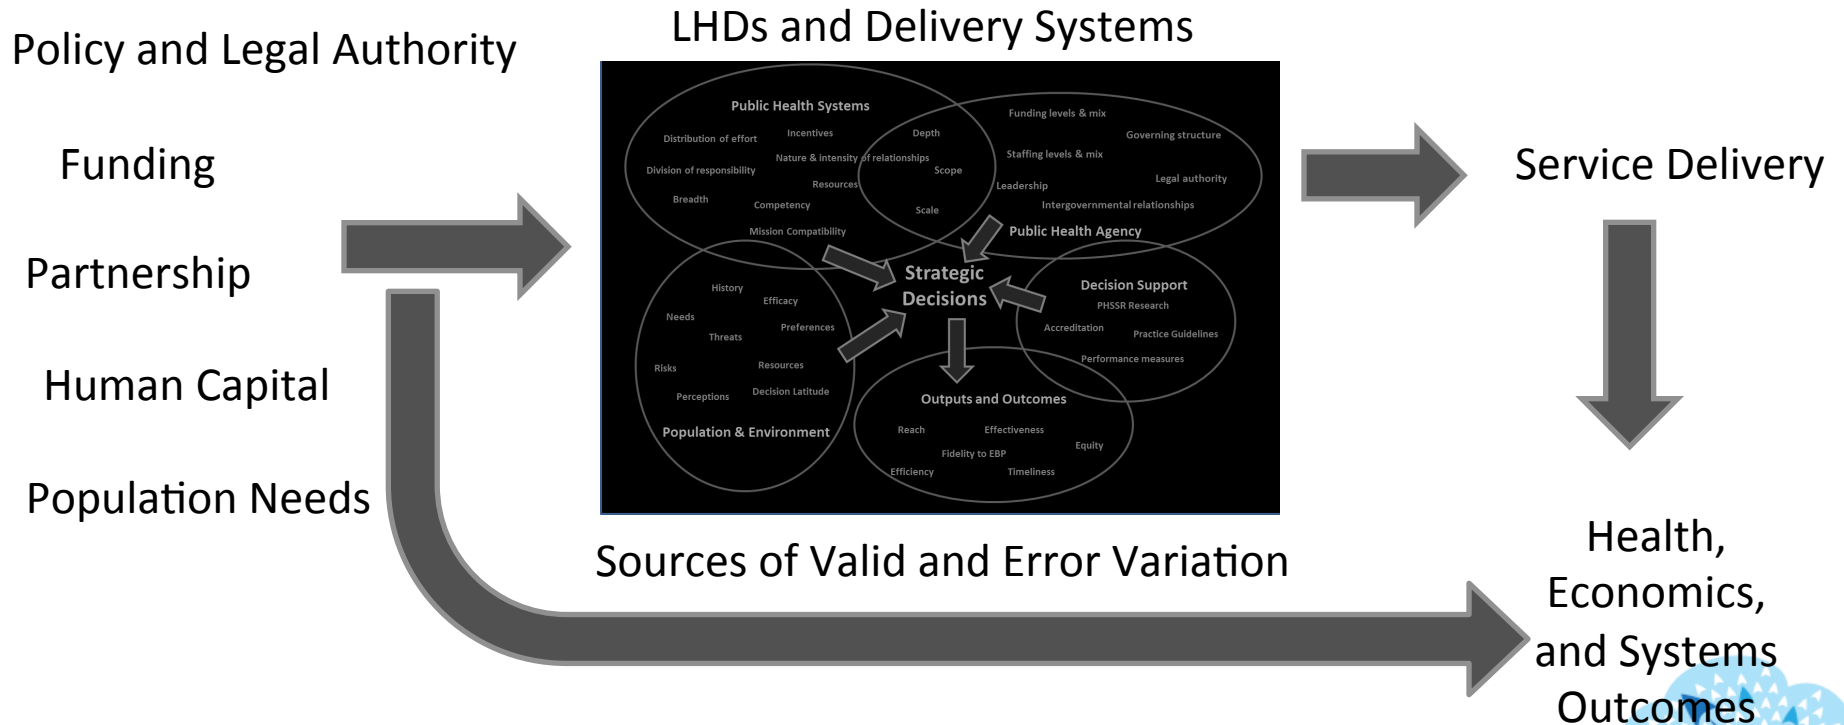 Policy and Legal Authority
Funding
Partnership
Human Capital
Population Needs
LHDs and Delivery Systems
Public Health Systems
Distribution of effort
Incentives
Depth
Nature & intensity of relationships
Division of responsibility
Scope
Resources
Breadth
Competency
Scale
Mission Compatibility
Funding levels & mix
Governing structure
Staffing levels & mix
Legal authority
Leadership
Intergovernmental relationships
Public Health Agency
Strategic
Decisions
Decision Support
PHSSR Research
Accreditation
Practice Guidelines
Performance measures
History
Efficacy
Needs
Preferences
Threats
Risks
Resources
Perceptions
Decision Latitude
Population & Environment
Outputs and Outcomes
Reach
Effectiveness
Equity
Fidelity to EBP
Efficiency
Timeliness
Sources of Valid and Error Variation
Service Delivery
Health,
Economics,
and Systems
Outcomes